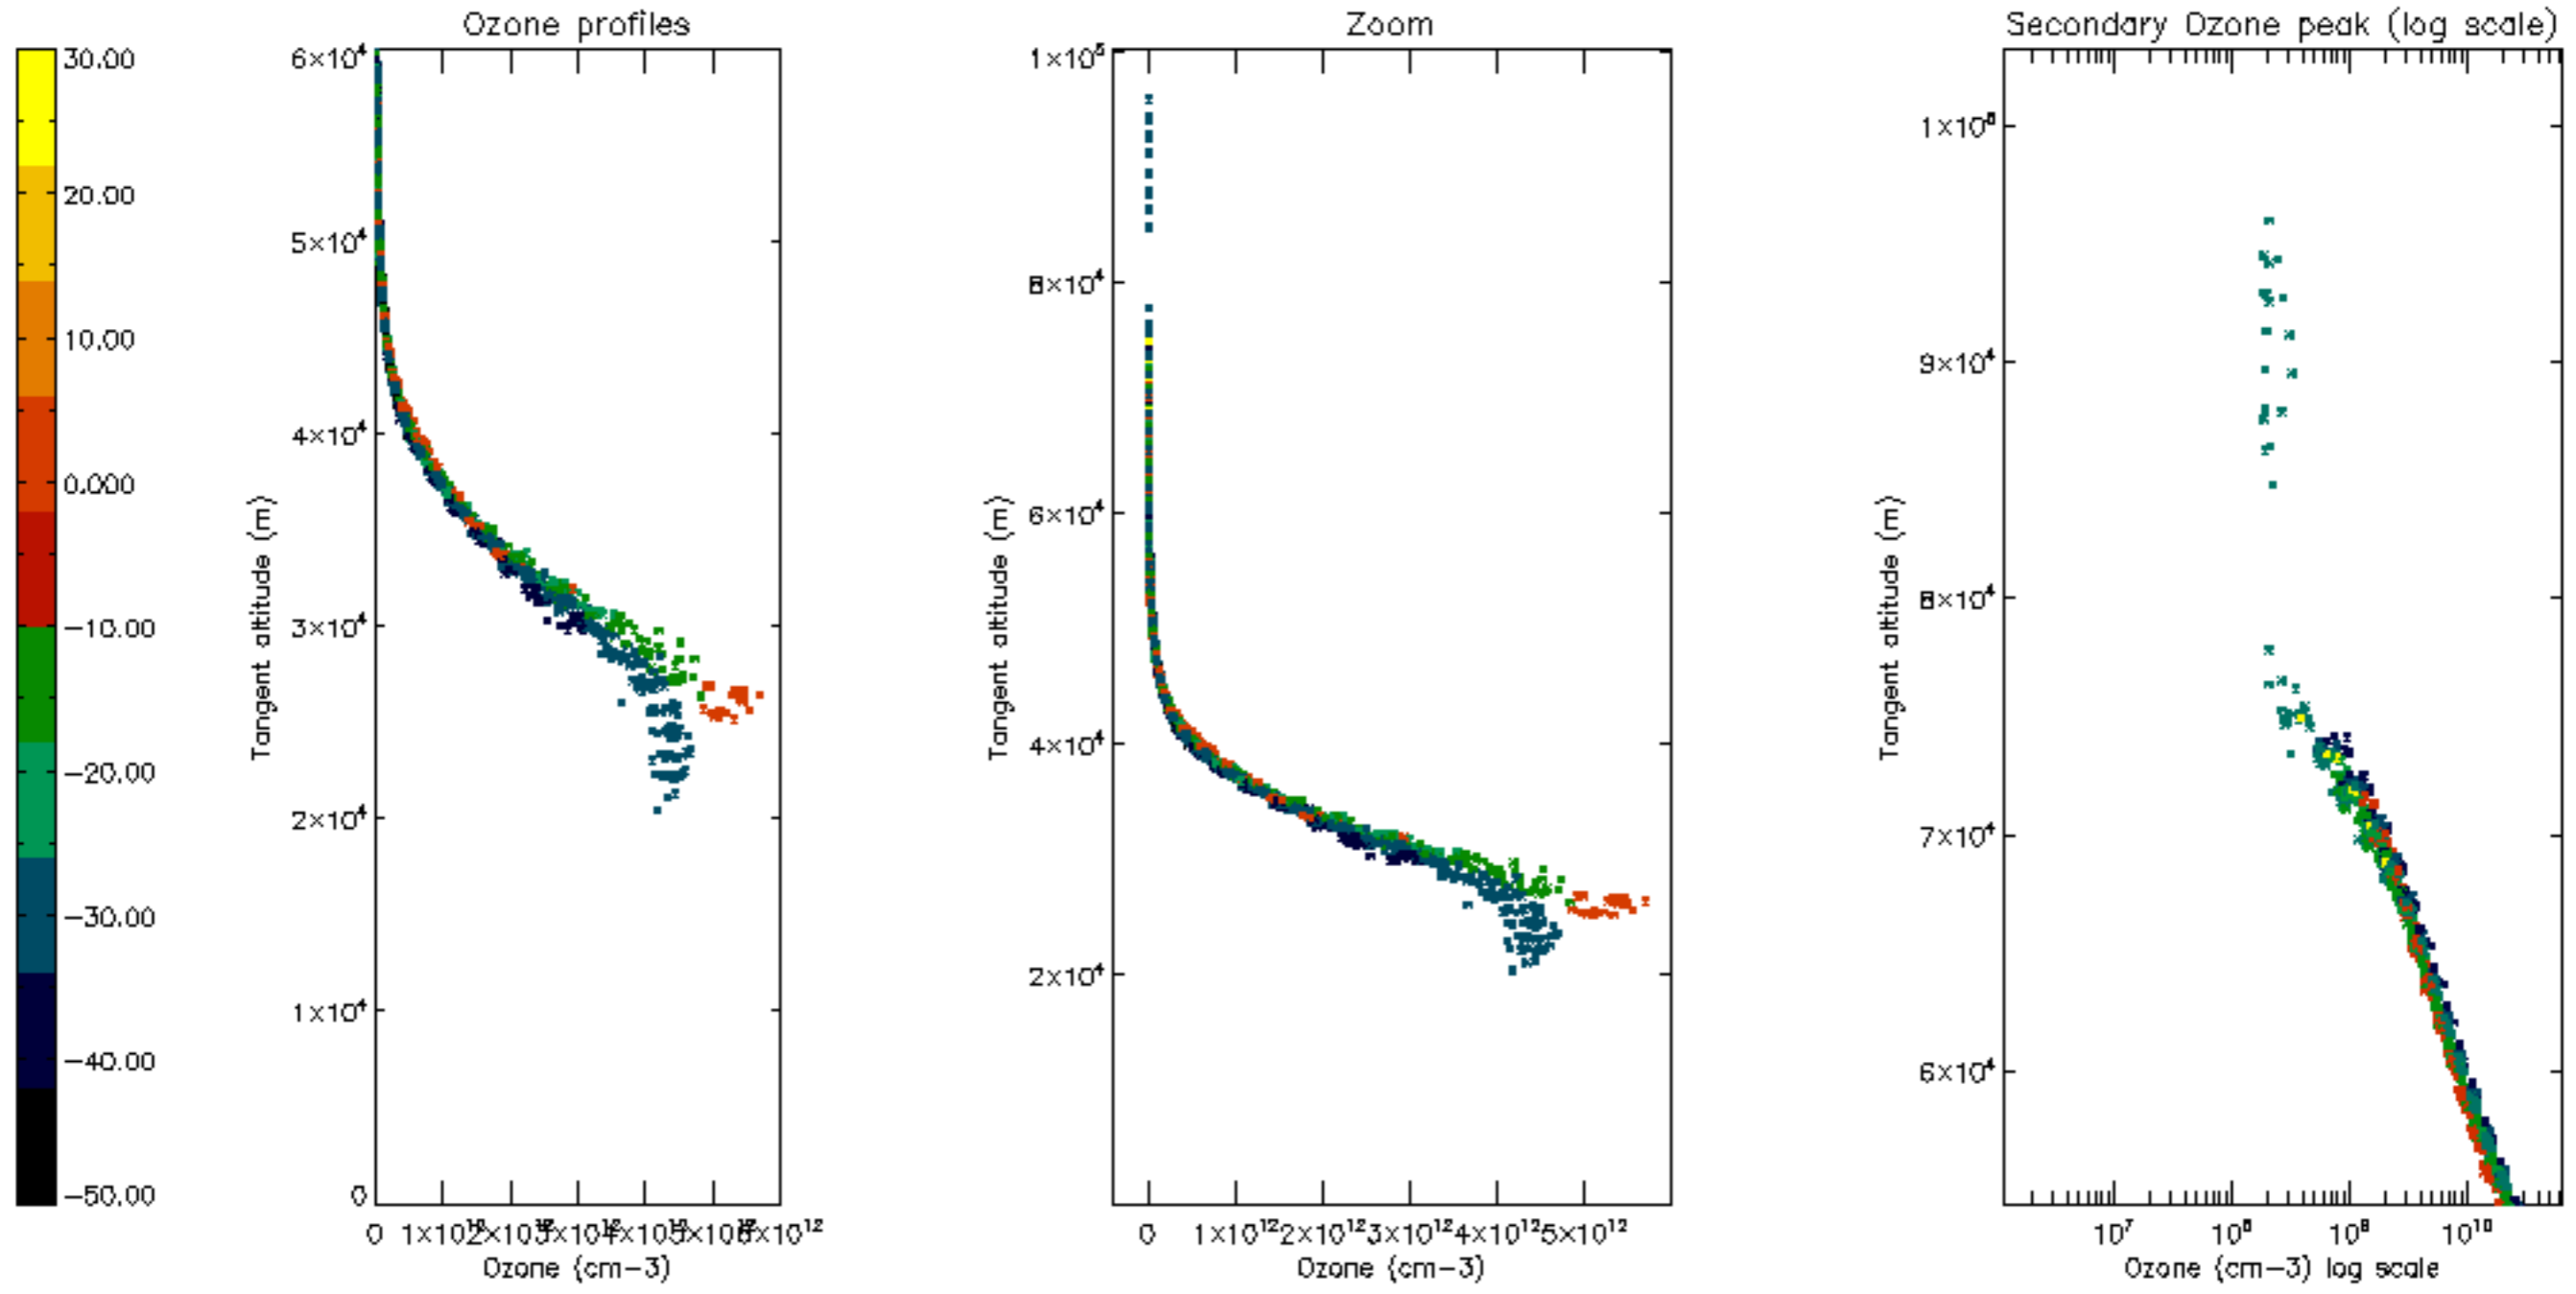 Ozone profiles
Zoom
Secondary Ozone peak (log scale)
30.00
20.00
10.00
0.000
−10.00
−20.00
−30.00
−40.00
−50.00
6×10⁴
5×10⁴
4×10⁴
3×10⁴
2×10⁴
1×10⁴
0
Tangent altitude (m)
0
Ozone (cm−3)
1×10⁵
8×10⁴
6×10⁴
4×10⁴
2×10⁴
Tangent altitude (m)
0 1×10¹² 2×10¹² 3×10¹² 4×10¹² 5×10¹²
Ozone (cm−3)
1×10⁵
9×10⁴
8×10⁴
7×10⁴
6×10⁴
Tangent altitude (m)
10⁷ 10⁸ 10⁹ 10¹⁰
Ozone (cm−3) log scale